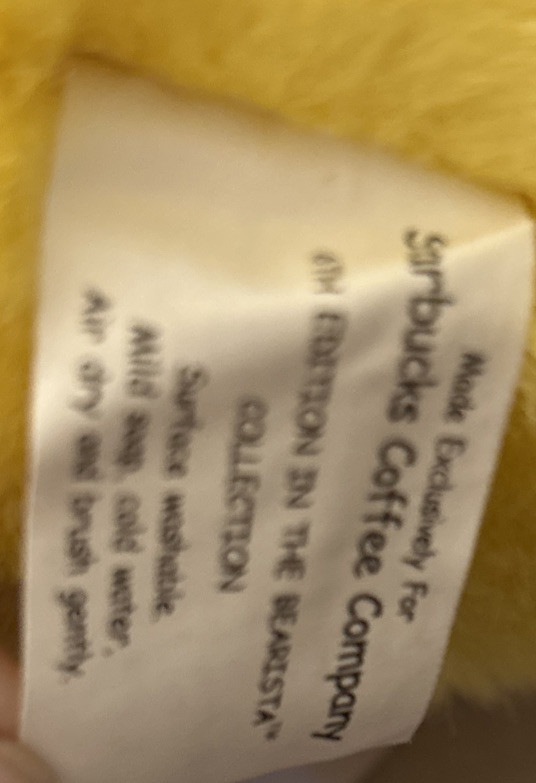 Made Exclusively For
Starbucks Coffee Company
EDITION IN THE BEARISTA™
COLLECTION
Surface washable.
Mild soap, cold water,
Air dry and brush gently.